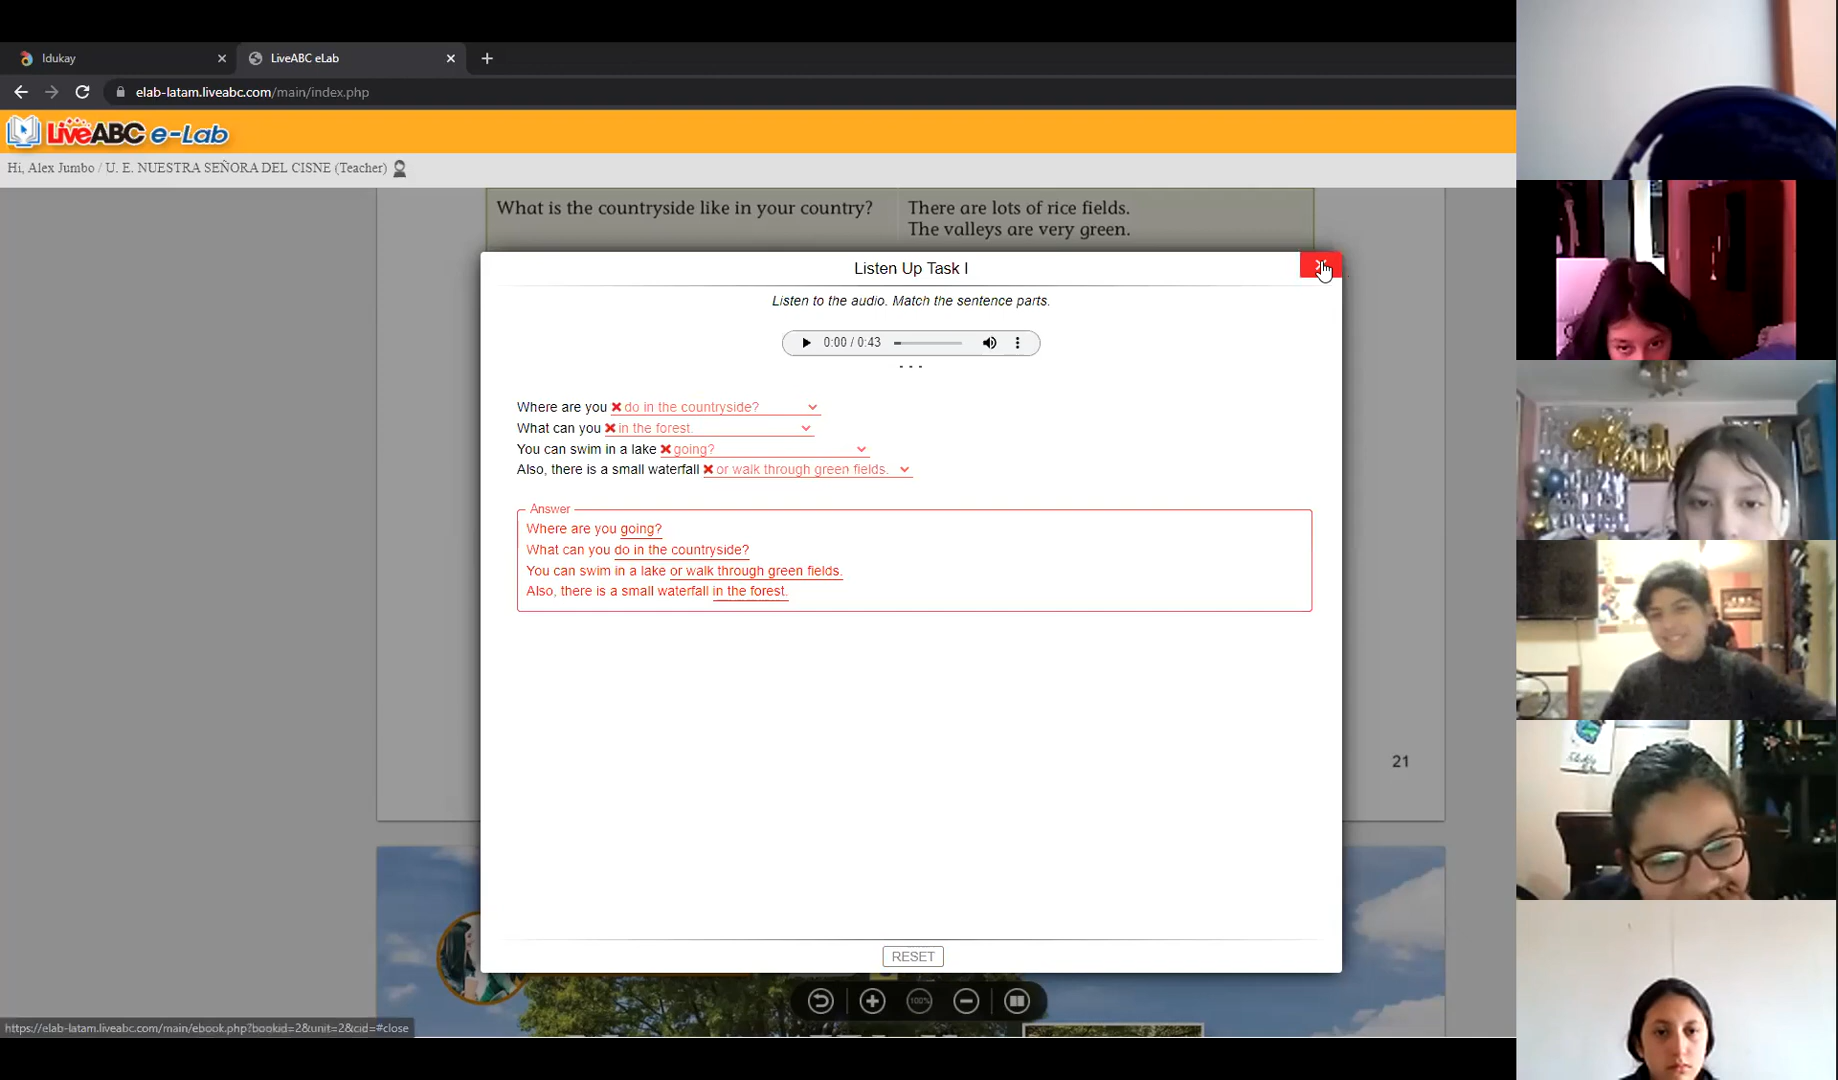 Idukay
LiveABC eLab
elab-latam.liveabc.com/main/index.php
LiveABC e-Lab
Hi, Alex Jumbo / U. E. NUESTRA SEÑORA DEL CISNE (Teacher)
What is the countryside like in your country?
There are lots of rice fields.
The valleys are very green.
Listen Up Task I
Listen to the audio. Match the sentence parts.
0:00 / 0:43
Where are you do in the countryside?
What can you in the forest.
You can swim in a lake going?
Also, there is a small waterfall or walk through green fields.
Answer
Where are you going?
What can you do in the countryside?
You can swim in a lake or walk through green fields.
Also, there is a small waterfall in the forest.
21
RESET
100%
https://elab-latam.liveabc.com/main/ebook.php?bookid=2&unit=2&cid=#close